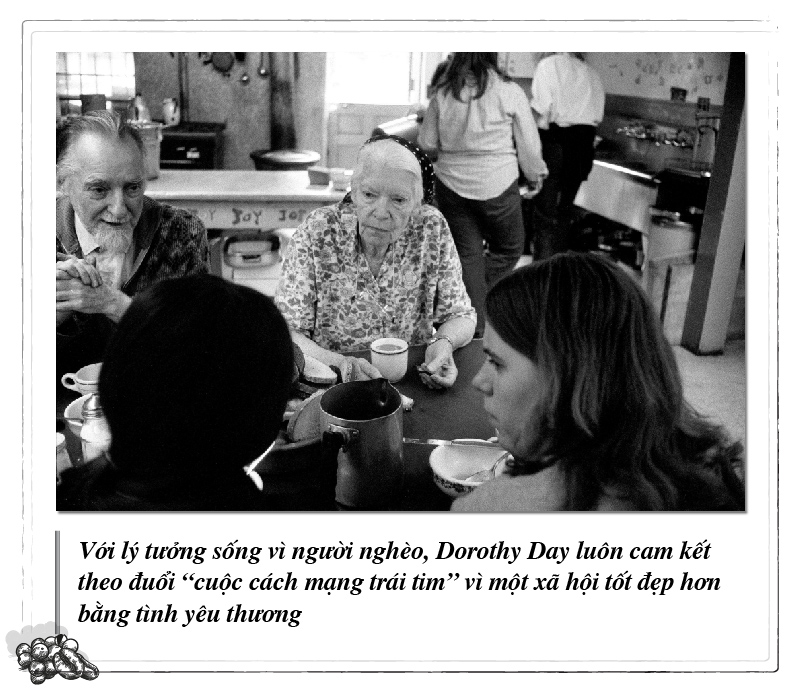 Với lý tưởng sống vì người nghèo, Dorothy Day luôn cam kết
theo đuổi “cuộc cách mạng trái tim” vì một xã hội tốt đẹp hơn
bằng tình yêu thương